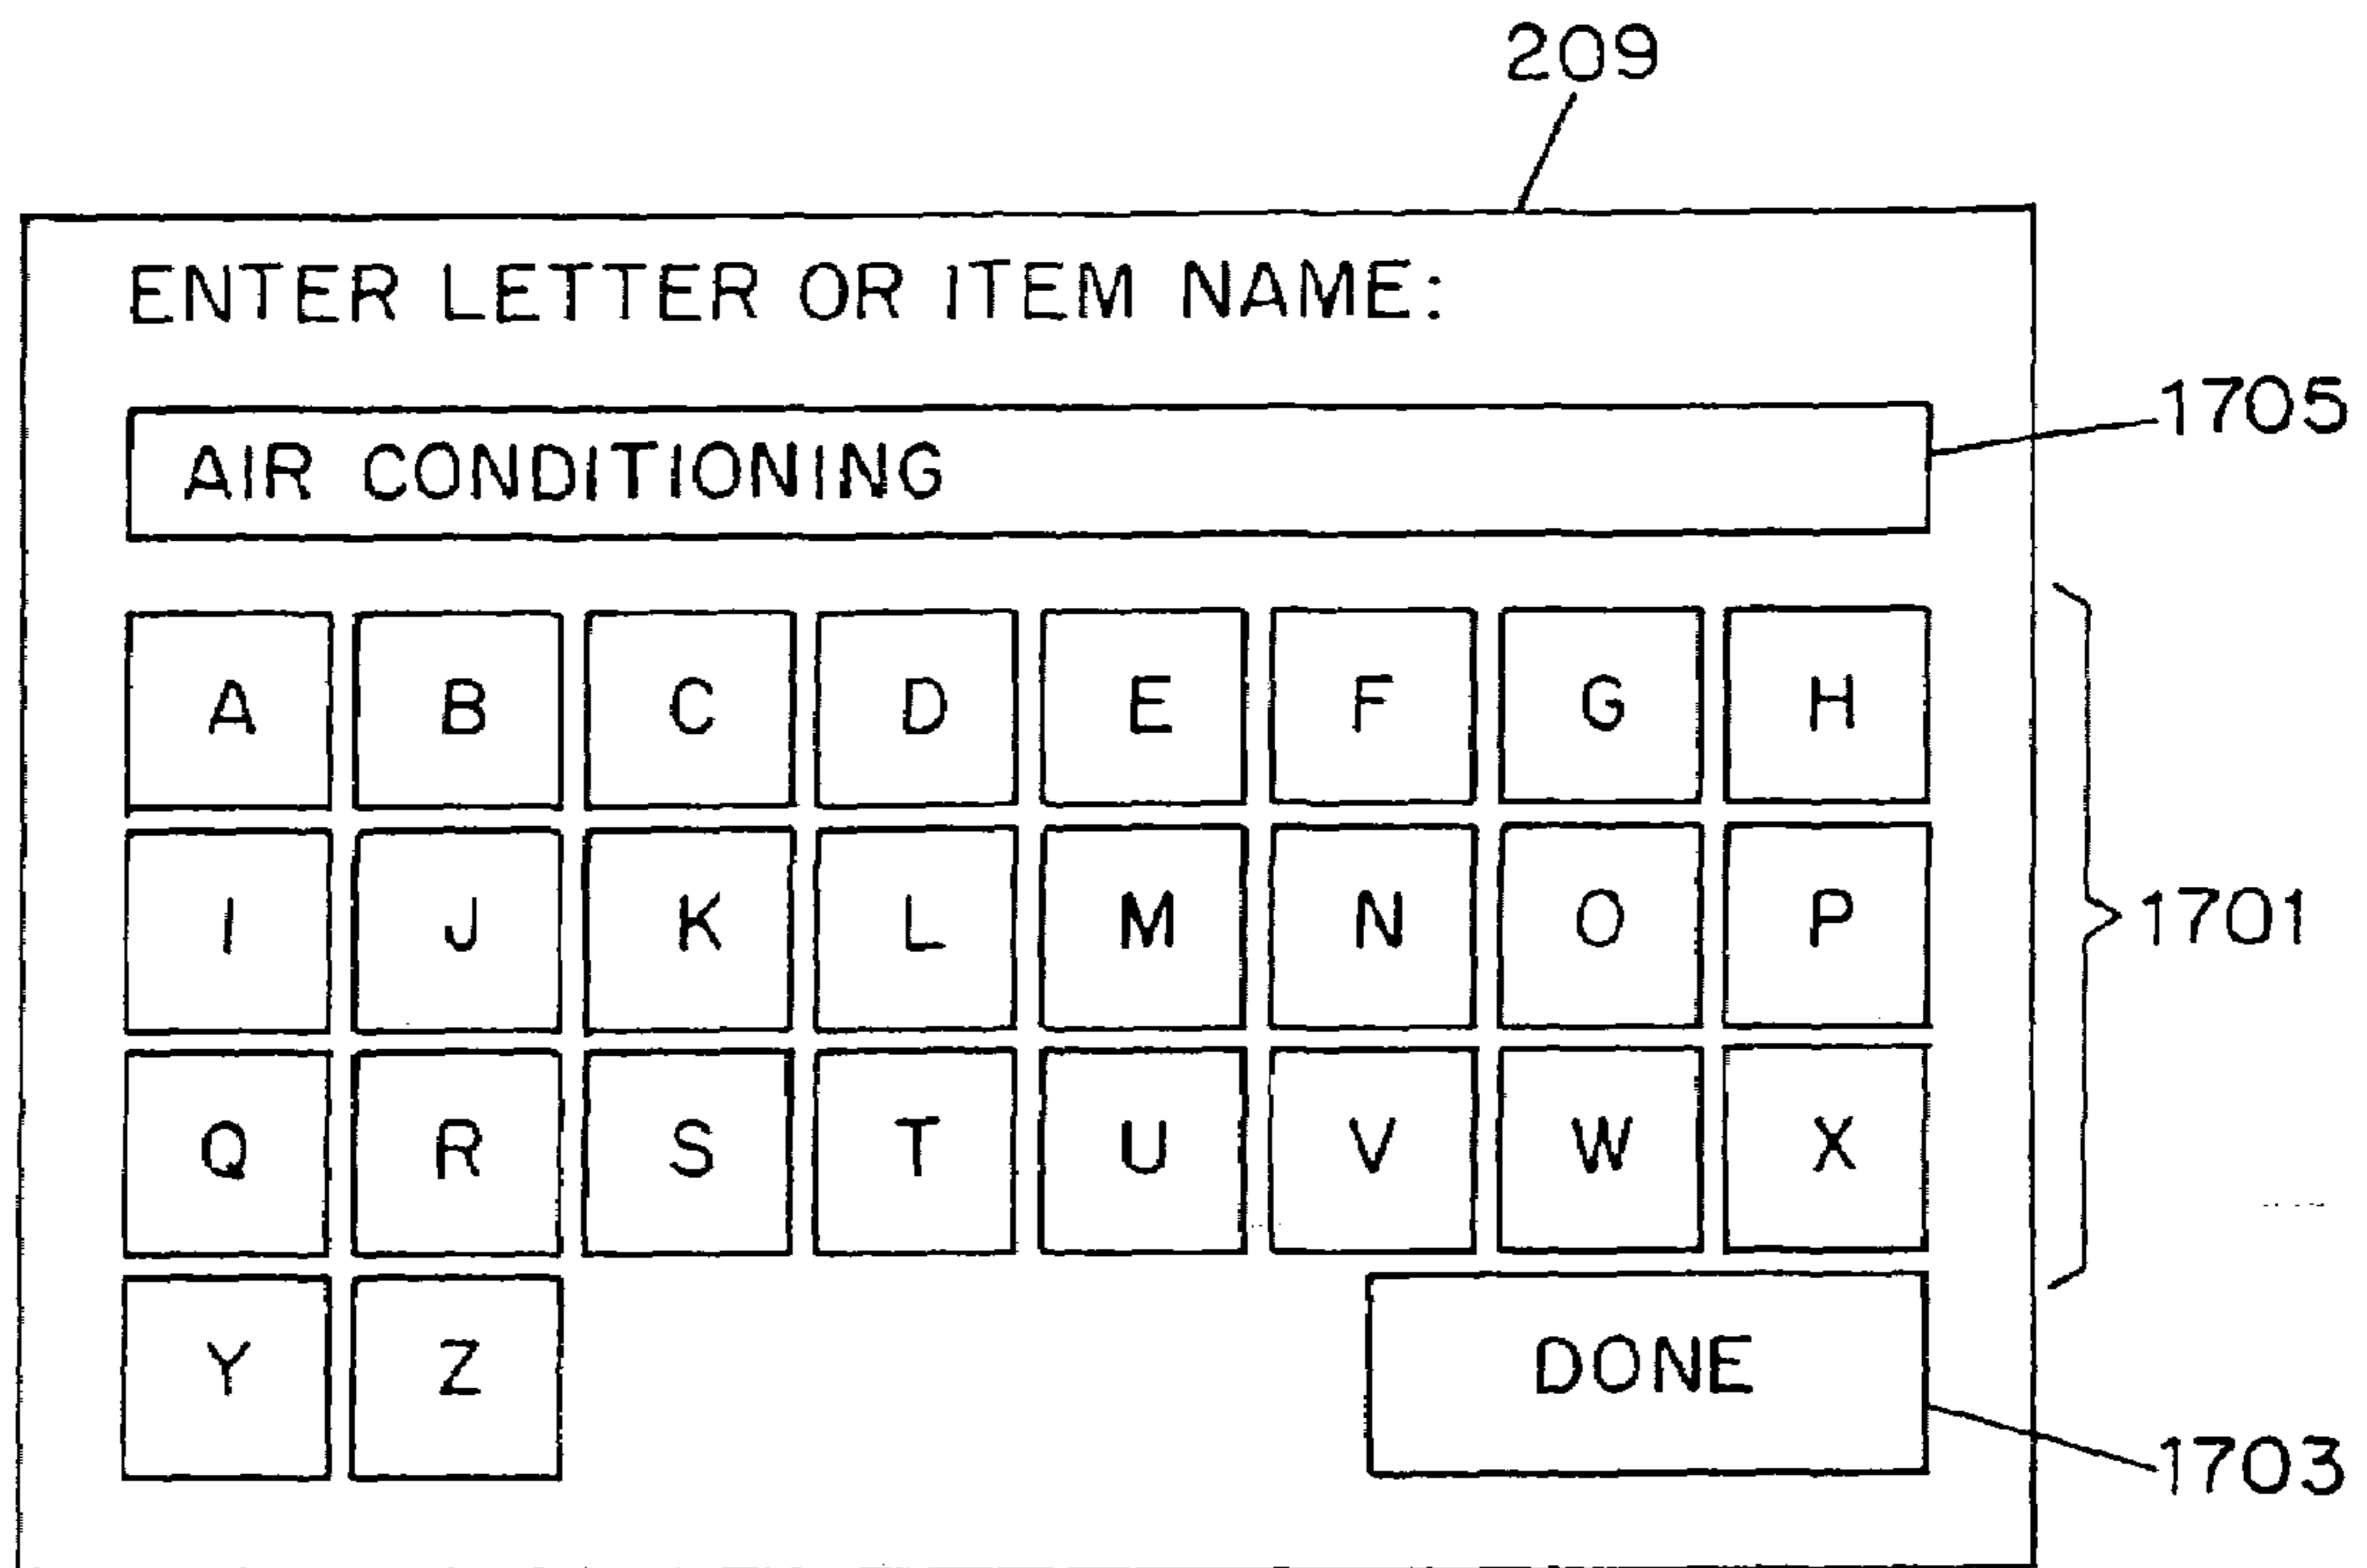 209
ENTER LETTER OR ITEM NAME:
1705
AIR CONDITIONING
A B C D E F G H
I J K L M N O P
1701
Q R S T U V W X
Y Z DONE
1703